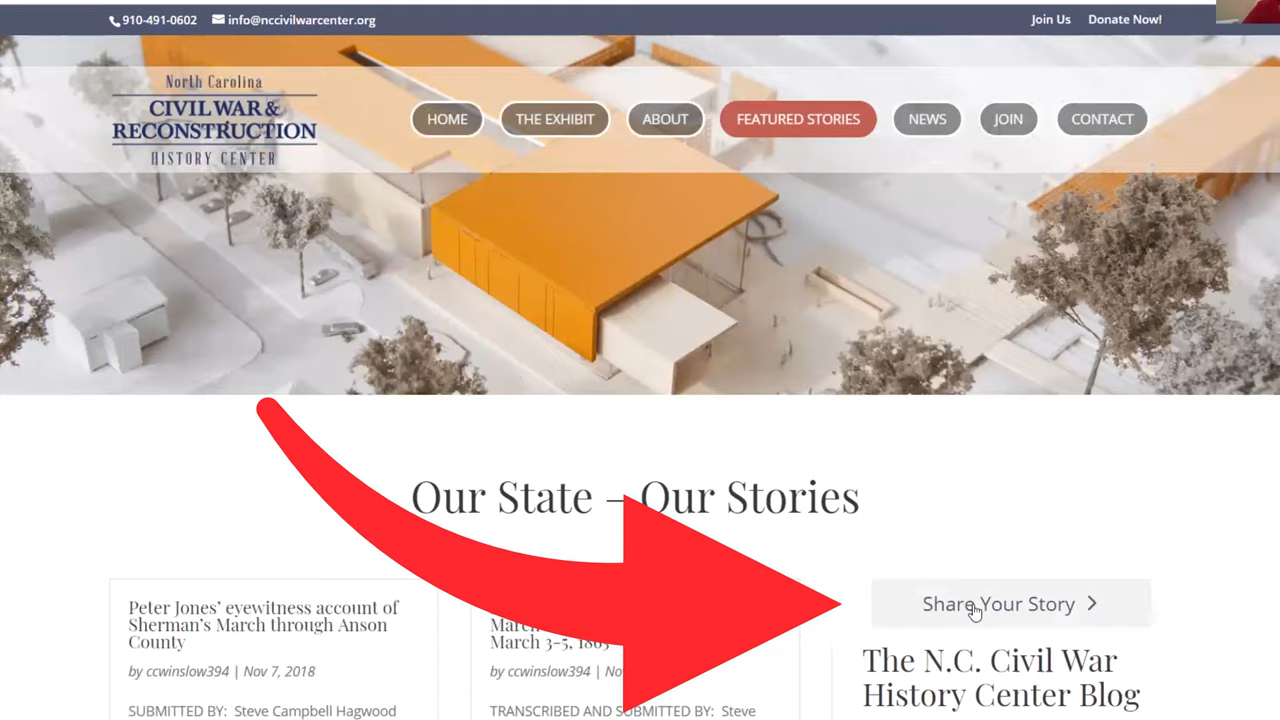 910-491-0602 info@nccivilwarcenter.org Join Us Donate Now!
North Carolina
CIVIL WAR &
RECONSTRUCTION
HISTORY CENTER
HOME THE EXHIBIT ABOUT FEATURED STORIES NEWS JOIN CONTACT
Our State – Our Stories
Peter Jones' eyewitness account of
Sherman's March through Anson
County
by ccwinslow394 | Nov 7, 2018
SUBMITTED BY: Steve Campbell Hagwood
March 3-5, 1865
by ccwinslow394 |
TRANSCRIBED AND SUBMITTED BY: Steve
Share Your Story
The N.C. Civil War
History Center Blog